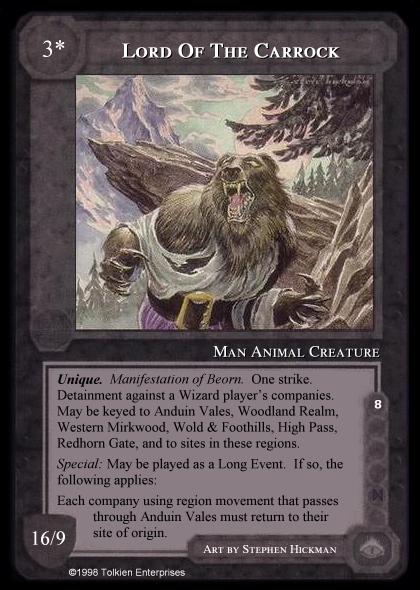 3*
LORD OF THE CARROCK
MAN ANIMAL CREATURE
Unique. Manifestation of Beorn. One strike.
Detainment against a Wizard player's companies.
May be keyed to Anduin Vales, Woodland Realm,
Western Mirkwood, Wold & Foothills, High Pass,
Redhorn Gate, and to sites in these regions.
8
Special: May be played as a Long Event. If so, the
following applies:
Each company using region movement that passes
through Anduin Vales must return to their
site of origin.
16/9
ART BY STEPHEN HICKMAN
©1998 Tolkien Enterprises